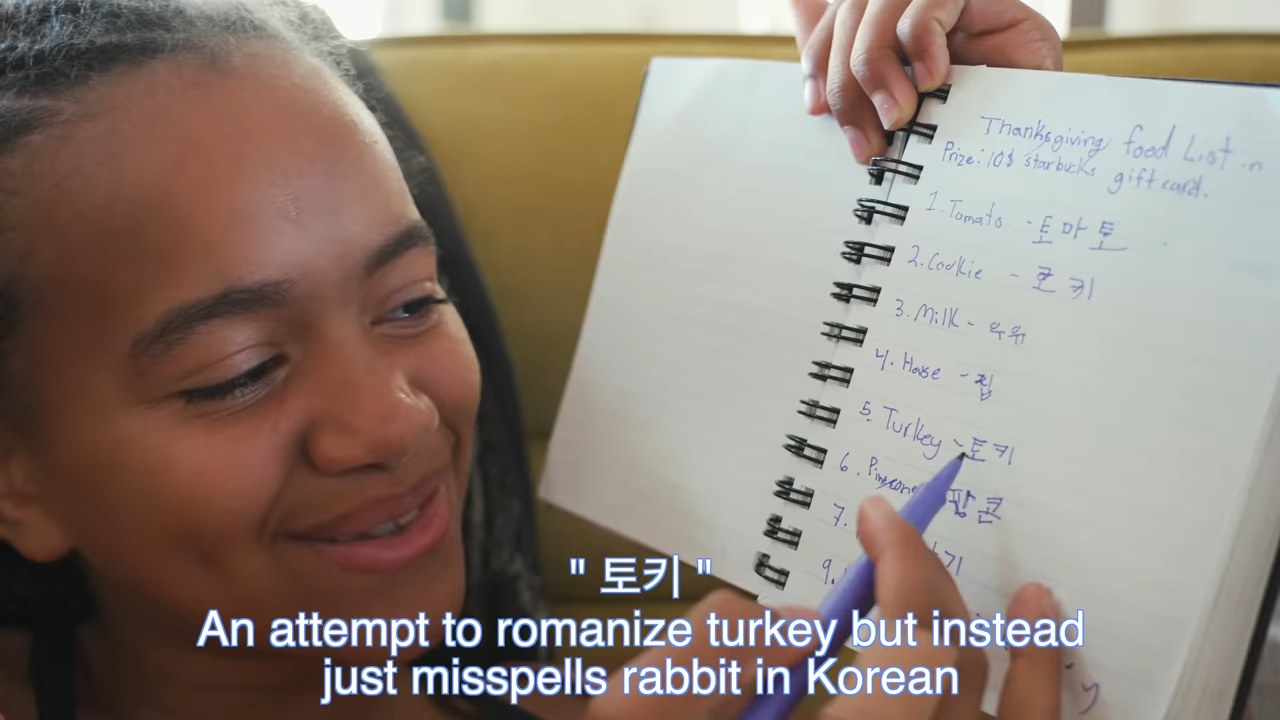 Thanksgiving food List in
Prize: 10$ starbucks gift card.
1. Tomato - 토마토
2. Cookie - 쿠키
3. Milk - 우유
4. House - 집
5. Turkey - 토키
6.
7.
9.
" 토키 "
An attempt to romanize turkey but instead
just misspells rabbit in Korean